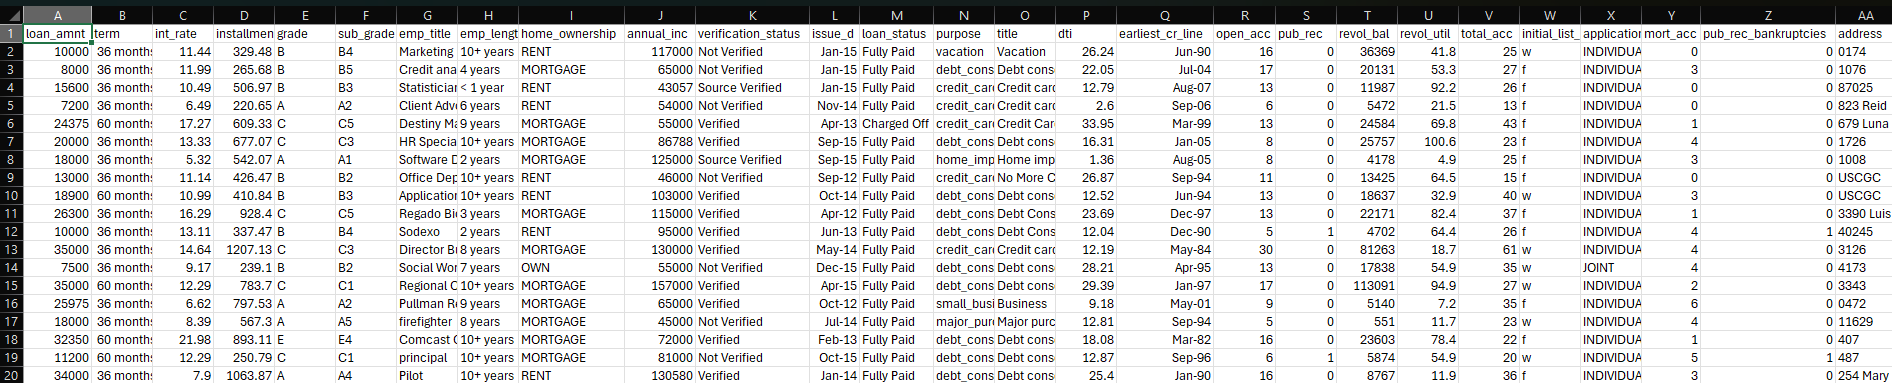 A B C D E F G H I J K L M N O P Q R S T U V W X Y Z AA
1 loan_amnt term int_rate installmen grade sub_grade emp_title emp_lengt home_ownership annual_inc verification_status issue_d loan_status purpose title dti earliest_cr_line open_acc pub_rec revol_bal revol_util total_acc initial_list_ application mort_acc pub_rec_bankruptcies address
2 10000 36 months 11.44 329.48 B B4 Marketing 10+ years RENT 117000 Not Verified Jan-15 Fully Paid vacation Vacation 26.24 Jun-90 16 0 36369 41.8 25 w INDIVIDUA 0 0 0174
3 8000 36 months 11.99 265.68 B B5 Credit ana 4 years MORTGAGE 65000 Not Verified Jan-15 Fully Paid debt_cons Debt cons 22.05 Jul-04 17 0 20131 53.3 27 f INDIVIDUA 3 0 1076
4 15600 36 months 10.49 506.97 B B3 Statistician < 1 year RENT 43057 Source Verified Jan-15 Fully Paid credit_card Credit card 12.79 Aug-07 13 0 11987 92.2 26 f INDIVIDUA 0 0 87025
5 7200 36 months 6.49 220.65 A A2 Client Adv 6 years RENT 54000 Not Verified Nov-14 Fully Paid credit_card Credit card 2.6 Sep-06 6 0 5472 21.5 13 f INDIVIDUA 0 0 823 Reid
6 24375 60 months 17.27 609.33 C C5 Destiny Ma 9 years MORTGAGE 55000 Verified Apr-13 Charged Off credit_card Credit Car 33.95 Mar-99 13 0 24584 69.8 43 f INDIVIDUA 1 0 679 Luna
7 20000 36 months 13.33 677.07 C C3 HR Specia 10+ years MORTGAGE 86788 Verified Sep-15 Fully Paid debt_cons Debt cons 16.31 Jan-05 8 0 25757 100.6 23 f INDIVIDUA 4 0 1726
8 18000 36 months 5.32 542.07 A A1 Software D 2 years MORTGAGE 125000 Source Verified Sep-15 Fully Paid home_imp Home imp 1.36 Aug-05 8 0 4178 4.9 25 f INDIVIDUA 3 0 1008
9 13000 36 months 11.14 426.47 B B2 Office Dep 10+ years RENT 46000 Not Verified Sep-12 Fully Paid credit_card No More C 26.87 Sep-94 11 0 13425 64.5 15 f INDIVIDUA 0 0 USCGC
10 18900 60 months 10.99 410.84 B B3 Application 10+ years RENT 103000 Verified Oct-14 Fully Paid debt_cons Debt cons 12.52 Jun-94 13 0 18637 32.9 40 w INDIVIDUA 3 0 USCGC
11 26300 36 months 16.29 928.4 C C5 Regado Bi 3 years MORTGAGE 115000 Verified Apr-12 Fully Paid debt_cons Debt Cons 23.69 Dec-97 13 0 22171 82.4 37 f INDIVIDUA 1 0 3390 Luis
12 10000 36 months 13.11 337.47 B B4 Sodexo 2 years RENT 95000 Verified Jun-13 Fully Paid debt_cons Debt Cons 12.04 Dec-90 5 1 4702 64.4 26 f INDIVIDUA 4 1 40245
13 35000 36 months 14.64 1207.13 C C3 Director B 8 years MORTGAGE 130000 Verified May-14 Fully Paid credit_card Credit card 12.19 May-84 30 0 81263 18.7 61 w INDIVIDUA 4 0 3126
14 7500 36 months 9.17 239.1 B B2 Social Wor 7 years OWN 55000 Not Verified Dec-15 Fully Paid debt_cons Debt cons 28.21 Apr-95 13 0 17838 54.9 35 w JOINT 4 0 4173
15 35000 60 months 12.29 783.7 C C1 Regional C 10+ years MORTGAGE 157000 Verified Apr-15 Fully Paid debt_cons Debt cons 29.39 Jan-97 17 0 113091 94.9 27 w INDIVIDUA 2 0 3343
16 25975 36 months 6.62 797.53 A A2 Pullman R 9 years MORTGAGE 65000 Not Verified Oct-12 Fully Paid small_busi Business 9.18 May-01 9 0 5140 7.2 35 f INDIVIDUA 6 0 0472
17 18000 36 months 8.39 567.3 A A5 firefighter 8 years MORTGAGE 45000 Not Verified Jul-14 Fully Paid major_pur Major purc 12.81 Sep-94 5 0 551 11.7 23 w INDIVIDUA 4 0 11629
18 32350 60 months 21.98 893.11 E E4 Comcast C 10+ years MORTGAGE 72000 Verified Feb-13 Fully Paid debt_cons Debt cons 18.08 Mar-82 16 0 23603 78.4 22 f INDIVIDUA 1 0 407
19 11200 60 months 12.29 250.79 C C1 principal 10+ years MORTGAGE 81000 Not Verified Oct-15 Fully Paid debt_cons Debt cons 12.87 Sep-96 6 1 5874 54.9 20 w INDIVIDUA 5 1 487
20 34000 36 months 7.9 1063.87 A A4 Pilot 10+ years RENT 130580 Verified Jan-14 Fully Paid debt_cons Debt cons 25.4 Jan-90 16 0 8767 11.9 36 f INDIVIDUA 3 0 254 Mary